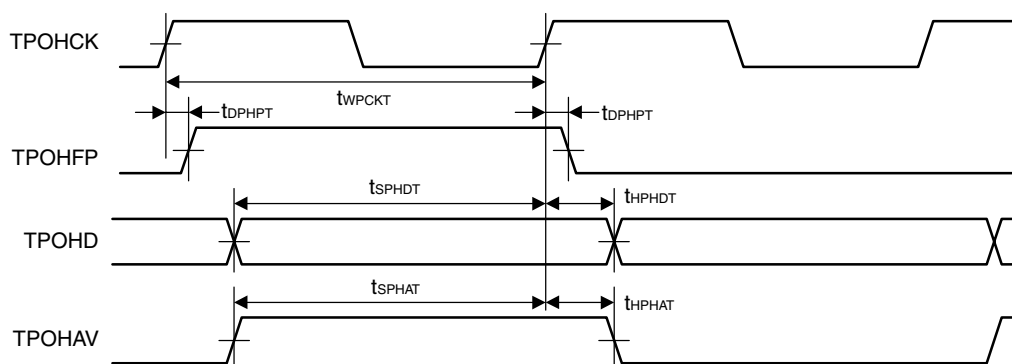 TPOHCK
tWPCKT
tDPHPT
tDPHPT
TPOHFP
tSPHDT
tHPHDT
TPOHD
tSPHAT
tHPHAT
TPOHAV